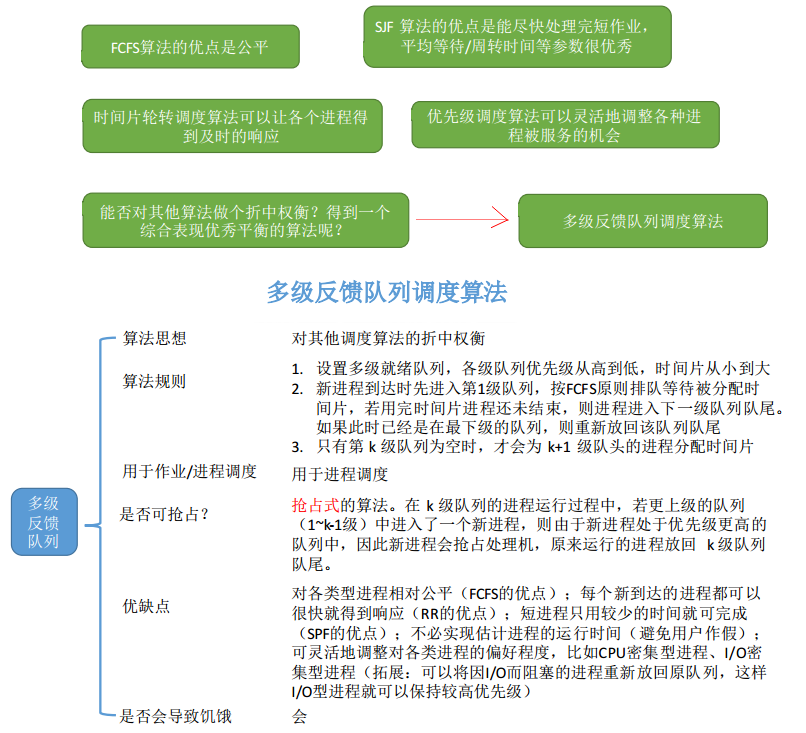 FCFS算法的优点是公平
SJF 算法的优点是能尽快处理完短作业，
平均等待/周转时间等参数很优秀
时间片轮转调度算法可以让各个进程得
到及时的响应
优先级调度算法可以灵活地调整各种进
程被服务的机会
能否对其他算法做个折中权衡？得到一个
综合表现优秀平衡的算法呢？
多级反馈队列调度算法
多级反馈队列调度算法
多级
反馈
队列
算法思想
对其他调度算法的折中权衡
算法规则
1. 设置多级就绪队列，各级队列优先级从高到低，时间片从小到大
2. 新进程到达时先进入第1级队列，按FCFS原则排队等待被分配时
间片，若用完时间片进程还未结束，则进程进入下一级队列队尾。
如果此时已经是在最下级的队列，则重新放回该队列队尾
3. 只有第 k 级队列为空时，才会为 k+1 级队头的进程分配时间片
用于作业/进程调度
用于进程调度
是否可抢占？
抢占式的算法。在 k 级队列的进程运行过程中，若更上级的队列
（1~k-1级）中进入了一个新进程，则由于新进程处于优先级更高的
队列中，因此新进程会抢占处理机，原来运行的进程放回 k 级队列
队尾。
优缺点
对各类型进程相对公平（FCFS的优点）；每个新到达的进程都可以
很快就得到响应（RR的优点）；短进程只用较少的时间就可完成
（SPF的优点）；不必实现估计进程的运行时间（避免用户作假）；
可灵活地调整对各类进程的偏好程度，比如CPU密集型进程、I/O密
集型进程（拓展：可以将因I/O而阻塞的进程重新放回原队列，这样
I/O型进程就可以保持较高优先级）
是否会导致饥饿
会